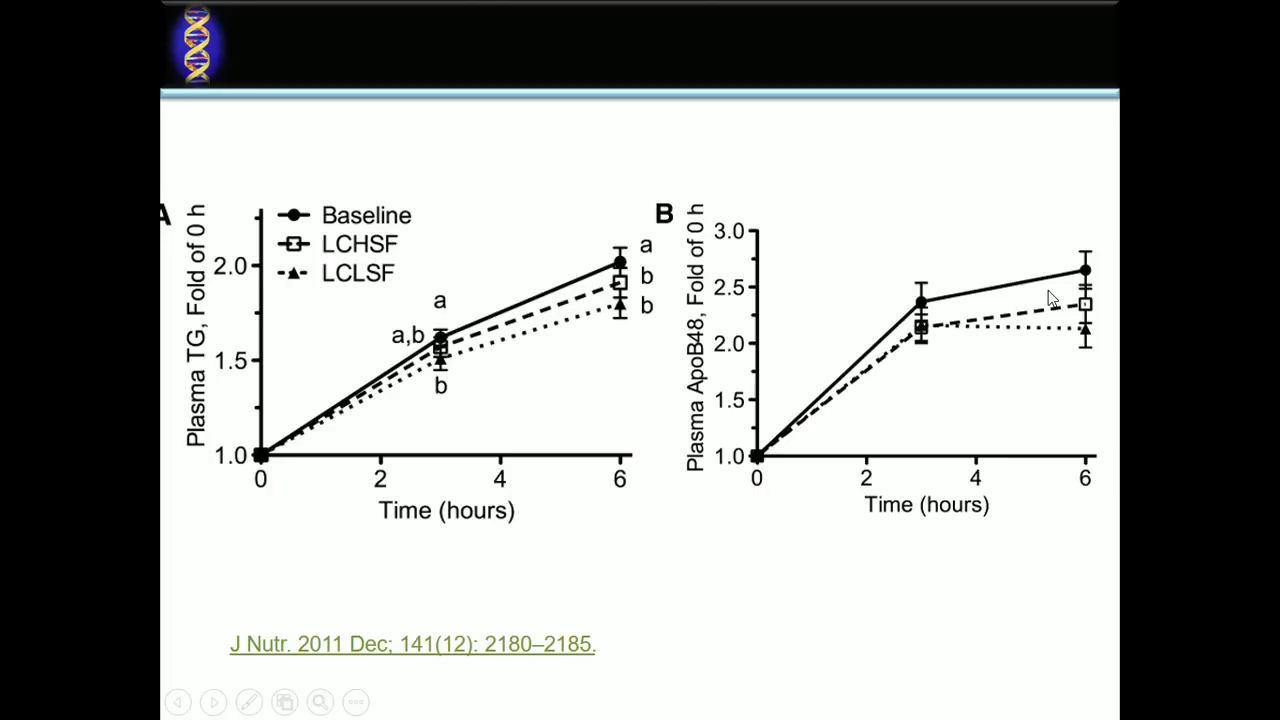 A
Plasma TG, Fold of 0 h
Baseline
LCHSF
LCLSF
2.0
1.5
1.0
a
a,b
b
a
b
b
0 2 4 6
Time (hours)
B
Plasma ApoB48, Fold of 0 h
3.0
2.5
2.0
1.5
1.0
0 2 4 6
Time (hours)
J Nutr. 2011 Dec; 141(12): 2180–2185.